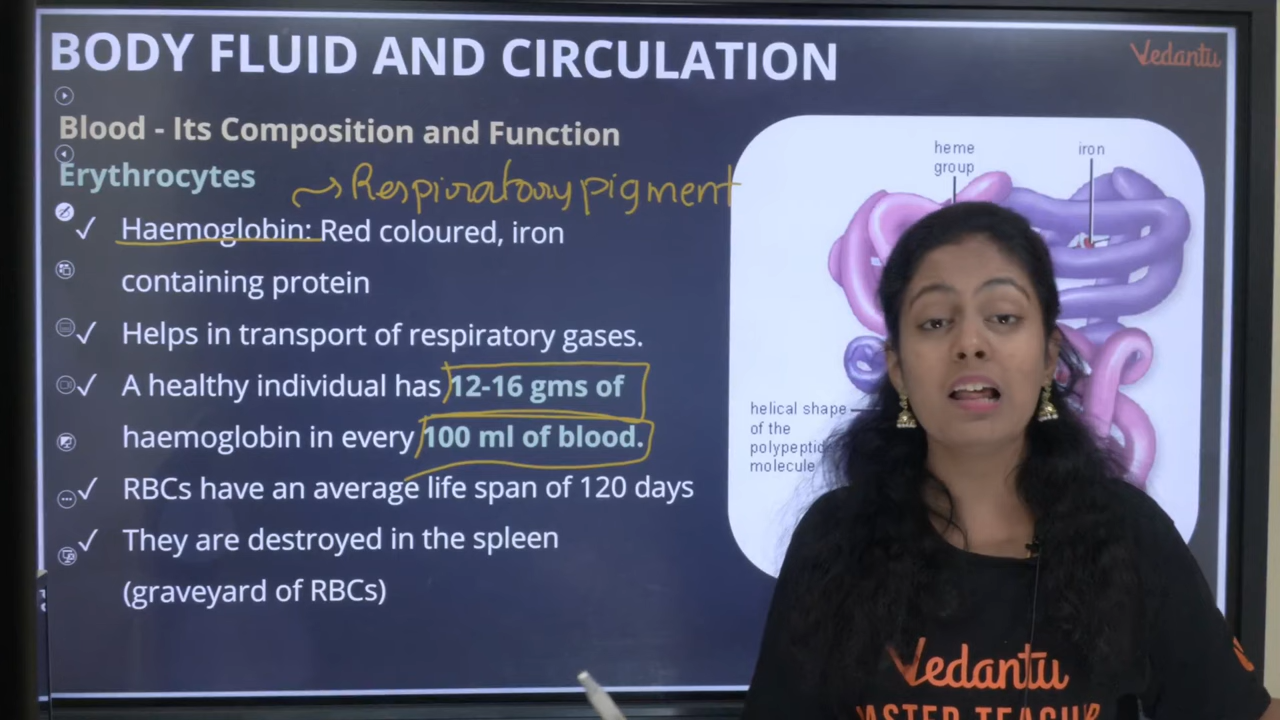 BODY FLUID AND CIRCULATION
Vedantu
Blood - Its Composition and Function
Erythrocytes
Respiratory pigment
✓ Haemoglobin: Red coloured, iron
containing protein
✓ Helps in transport of respiratory gases.
✓ A healthy individual has 12-16 gms of
haemoglobin in every 100 ml of blood.
✓ RBCs have an average life span of 120 days
✓ They are destroyed in the spleen
(graveyard of RBCs)
heme
group
iron
helical shape
of the
molecule
Vedantu